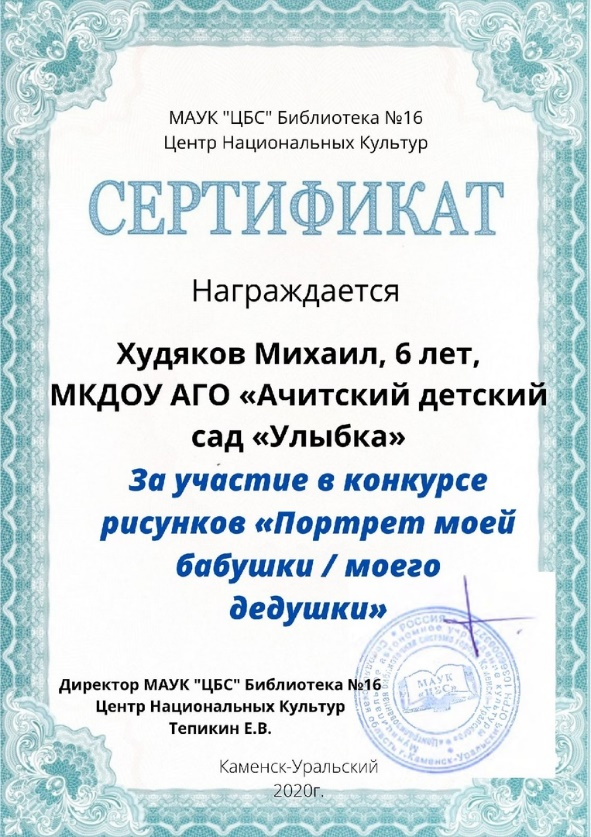 МАУК "ЦБС" Библиотека №16
Центр Национальных Культур
СЕРТИФИКАТ
Награждается
Худяков Михаил, 6 лет,
МКДОУ АГО «Ачитский детский
сад «Улыбка»
За участие в конкурсе
рисунков «Портрет моей
бабушки / моего
дедушки»
Директор МАУК "ЦБС" Библиотека №16
Центр Национальных Культур
Тепикин Е.В.
МАУК
«ЦБС»
Каменск-Уральский
2020г.